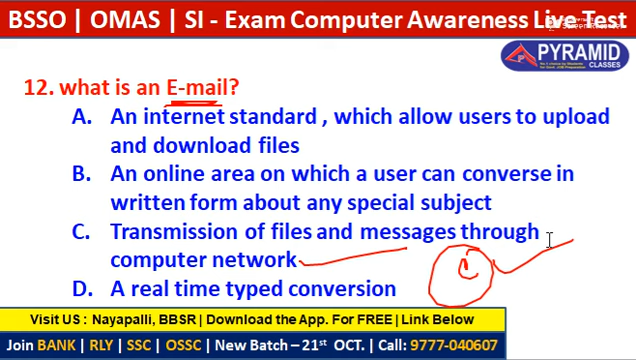 BSSO | OMAS | SI - Exam Computer Awareness Live Test
PYRAMID
CLASSES
12. what is an E-mail?
A. An internet standard , which allow users to upload
and download files
B. An online area on which a user can converse in
written form about any special subject
C. Transmission of files and messages through
computer network
C
D. A real time typed conversion
Visit US : Nayapalli, BBSR | Download the App. For FREE | Link Below
Join BANK | RLY | SSC | OSSC | New Batch – 21st OCT. | Call: 9777-040607